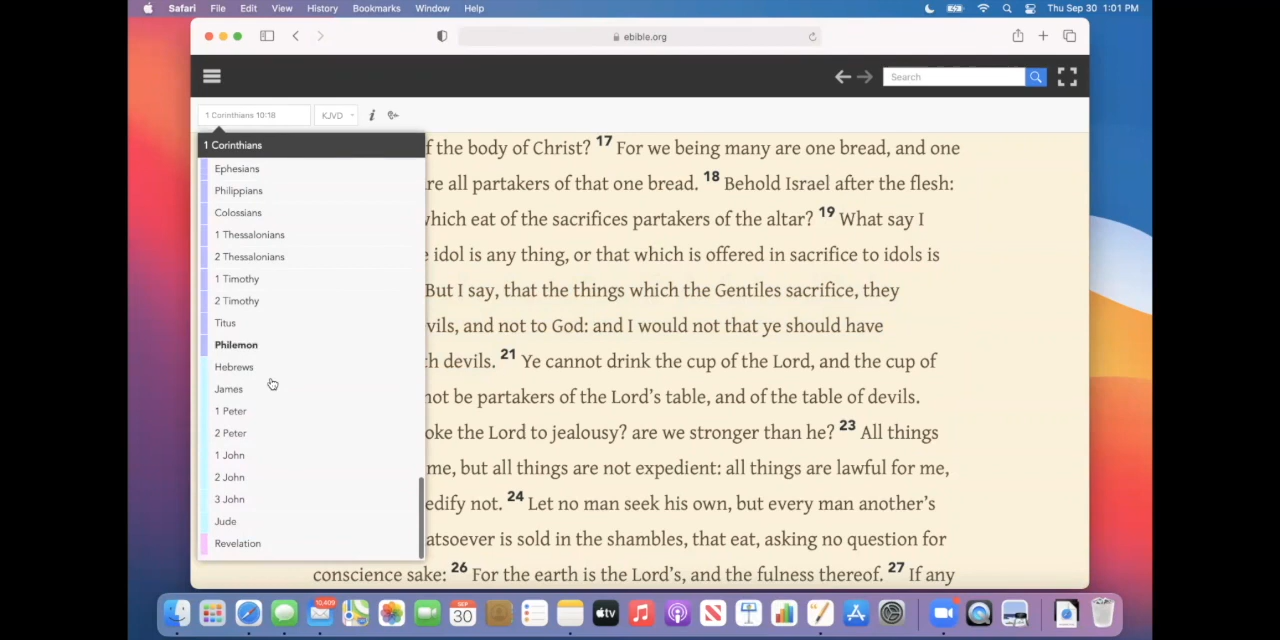 Safari File Edit View History Bookmarks Window Help Thu Sep 30 1:01 PM
ebible.org
Search
1 Corinthians 10:18 KJVD
1 Corinthians
Ephesians
Philippians
Colossians
1 Thessalonians
2 Thessalonians
1 Timothy
2 Timothy
Titus
Philemon
Hebrews
James
1 Peter
2 Peter
1 John
2 John
3 John
Jude
Revelation
f the body of Christ? 17 For we being many are one bread, and one
re all partakers of that one bread. 18 Behold Israel after the flesh:
which eat of the sacrifices partakers of the altar? 19 What say I
e idol is any thing, or that which is offered in sacrifice to idols is
But I say, that the things which the Gentiles sacrifice, they
vils, and not to God: and I would not that ye should have
th devils. 21 Ye cannot drink the cup of the Lord, and the cup of
not be partakers of the Lord's table, and of the table of devils.
oke the Lord to jealousy? are we stronger than he? 23 All things
me, but all things are not expedient: all things are lawful for me,
edify not. 24 Let no man seek his own, but every man another's
atsoever is sold in the shambles, that eat, asking no question for
conscience sake: 26 For the earth is the Lord's, and the fulness thereof. 27 If any
10,409
SEP
30
tv